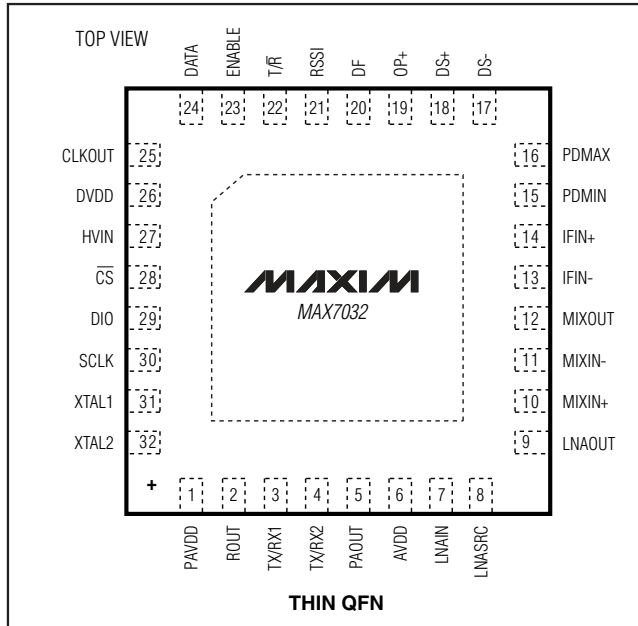 TOP VIEW
DATA
ENABLE
T/R̅
RSSI
DF
OP+
DS+
DS-
24 23 22 21 20 19 18 17
CLKOUT 25
DVDD 26
HVIN 27
C̅S̅ 28
DIO 29
SCLK 30
XTAL1 31
XTAL2 32
16 PDMAX
15 PDMIN
14 IFIN+
13 IFIN-
12 MIXOUT
11 MIXIN-
10 MIXIN+
9 LNAOUT
MAXIM
MAX7032
+
1 2 3 4 5 6 7 8
PAVDD
ROUT
TX/RX1
TX/RX2
PAOUT
AVDD
LNAIN
LNASRC
THIN QFN